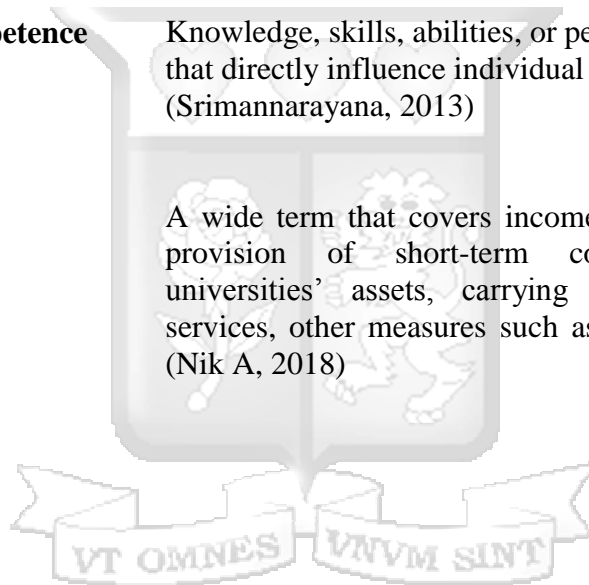 petence Knowledge, skills, abilities, or pe
that directly influence individual
(Srimannarayana, 2013)
A wide term that covers income
provision of short-term co
universities’ assets, carrying
services, other measures such as
(Nik A, 2018)
VT OMNES VNVM SINT